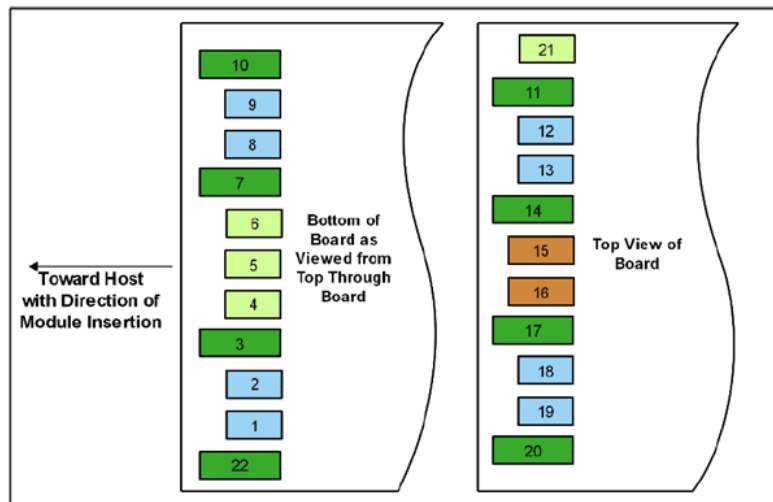 10
9
8
7
6
5
4
3
2
1
22
Bottom of
Board as
Viewed from
Top Through
Board
Toward Host
with Direction of
Module Insertion
21
11
12
13
14
15
16
17
18
19
20
Top View of
Board